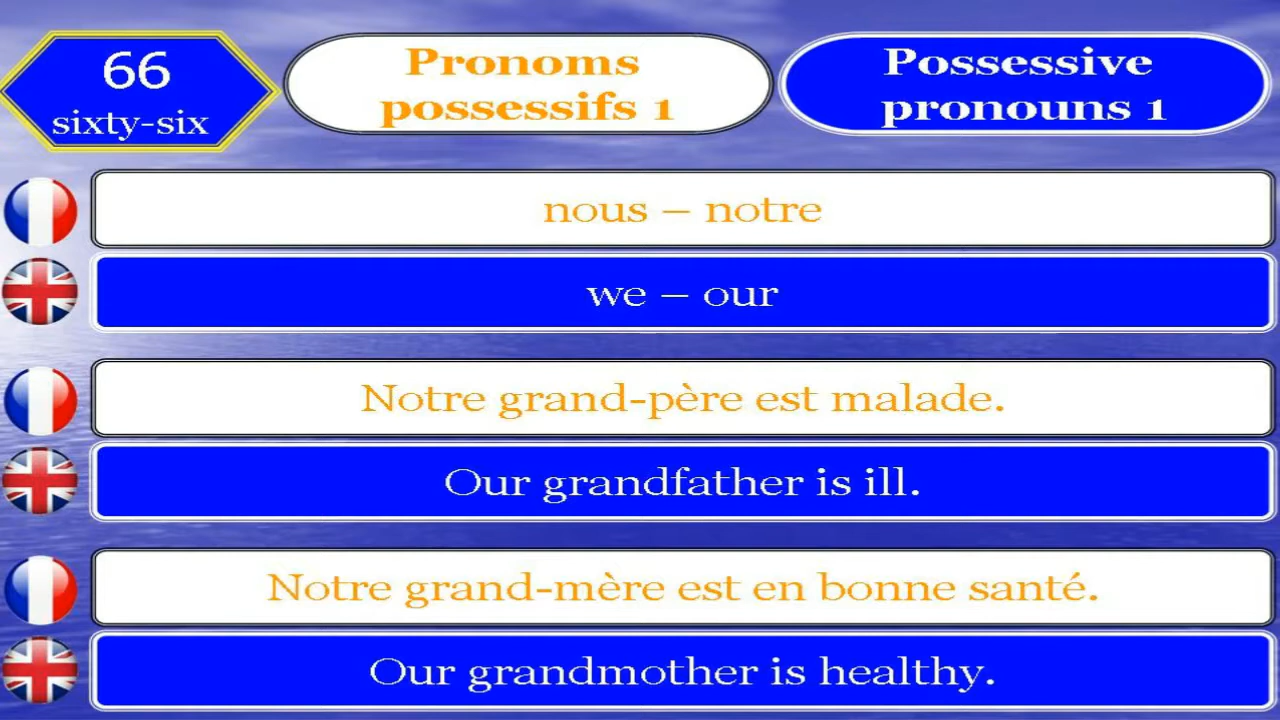 66
sixty-six
Pronoms
possessifs 1
Possessive
pronouns 1
nous – notre
we – our
Notre grand-père est malade.
Our grandfather is ill.
Notre grand-mère est en bonne santé.
Our grandmother is healthy.